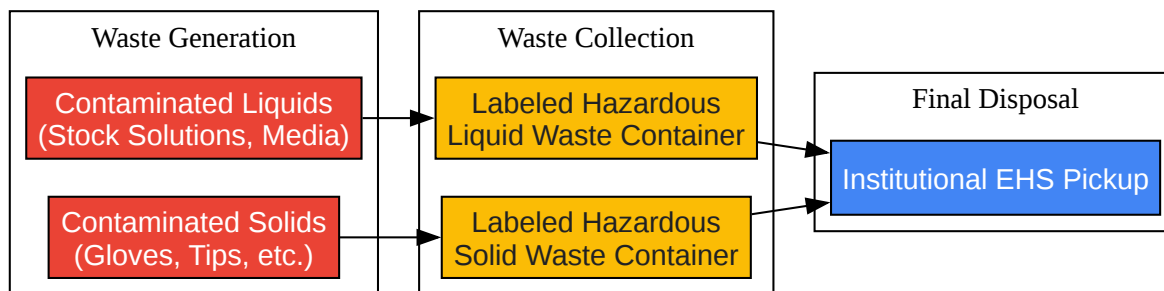 Waste Generation
Contaminated Liquids
(Stock Solutions, Media)
Contaminated Solids
(Gloves, Tips, etc.)
Waste Collection
Labeled Hazardous
Liquid Waste Container
Labeled Hazardous
Solid Waste Container
Final Disposal
Institutional EHS Pickup